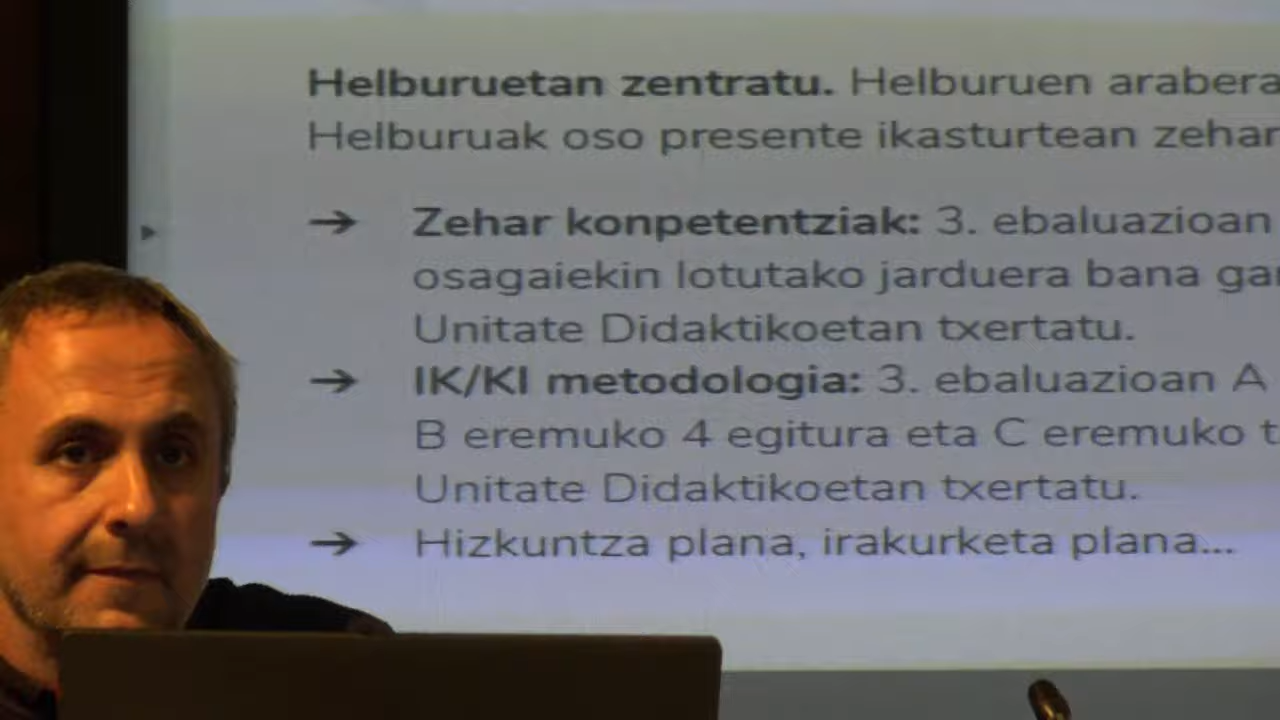 Helburuetan zentratu. Helburuen arabera
Helburuak oso presente ikasturtean zehar
→ Zehar konpetentziak: 3. ebaluazioan
osagaiekin lotutako jarduera bana
Unitate Didaktikoetan txertatu.
→ IK/KI metodologia: 3. ebaluazioan A
B eremuko 4 egitura eta C eremuko
Unitate Didaktikoetan txertatu.
→ Hizkuntza plana, irakurketa plana...